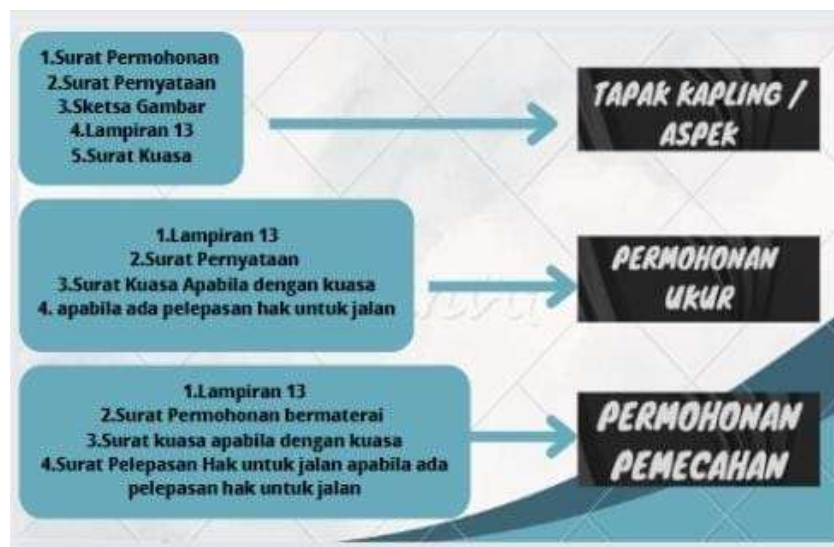 1.Surat Permohonan
2.Surat Pernyataan
3.Sketsa Gambar
4.Lampiran 13
5.Surat Kuasa
TAPAK KAPLING /
ASPEK
1.Lampiran 13
2.Surat Pernyataan
3.Surat Kuasa Apabila dengan kuasa
4. apabila ada pelepasan hak untuk jalan
PERMOHONAN
UKUR
1.Lampiran 13
2.Surat Permohonan bermaterai
3.Surat kuasa apabila dengan kuasa
4.Surat Pelepasan Hak untuk jalan apabila ada
pelepasan hak untuk jalan
PERMOHONAN
PEMECAHAN